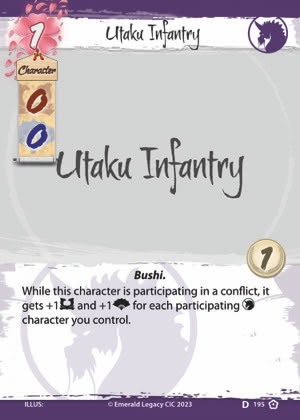 1
Utaku Infantry
Character
0
0
Utaku Infantry
1
Bushi.
While this character is participating in a conflict, it
gets +1 and +1 for each participating
character you control.
ILLUS:
© Emerald Legacy CIC 2023
D 195